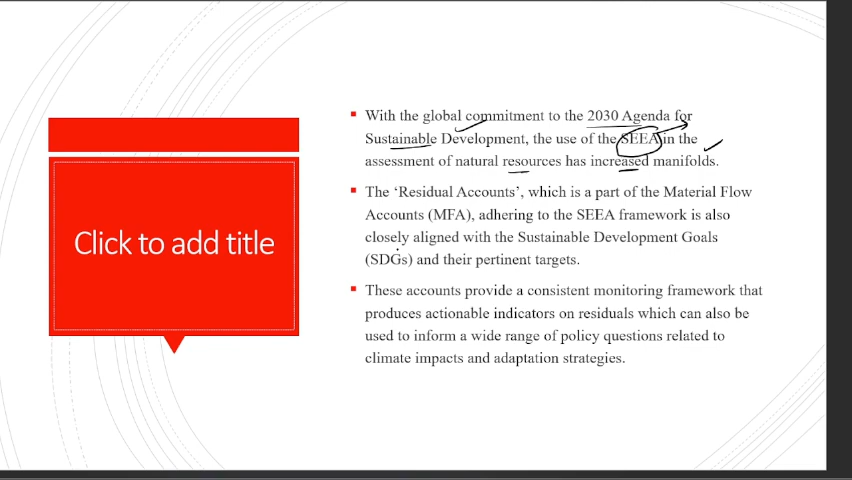 Click to add title
With the global commitment to the 2030 Agenda for
Sustainable Development, the use of the SEEA in the
assessment of natural resources has increased manifolds.
The ‘Residual Accounts’, which is a part of the Material Flow
Accounts (MFA), adhering to the SEEA framework is also
closely aligned with the Sustainable Development Goals
(SDGs) and their pertinent targets.
These accounts provide a consistent monitoring framework that
produces actionable indicators on residuals which can also be
used to inform a wide range of policy questions related to
climate impacts and adaptation strategies.